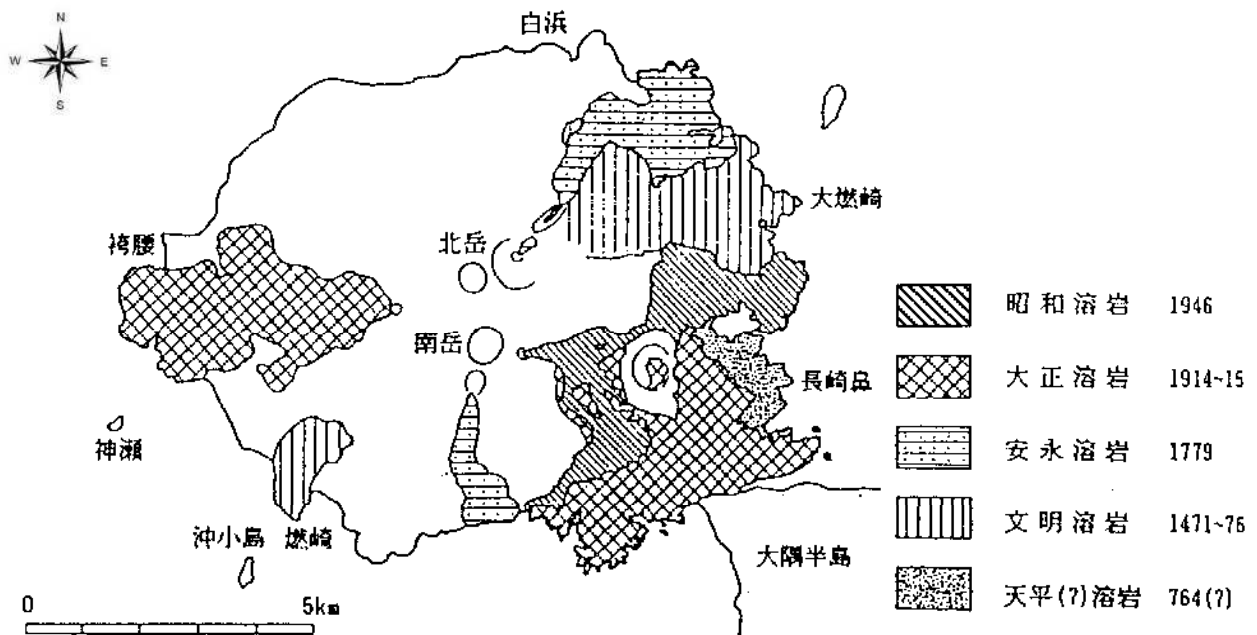 N
W E
S
白浜
大燃崎
袴腰
北岳
南岳
長崎鼻
神瀬
沖小島 燃崎
大隅半島
0 5km
昭和溶岩 1946
大正溶岩 1914~15
安永溶岩 1779
文明溶岩 1471~76
天平(?)溶岩 764(?)